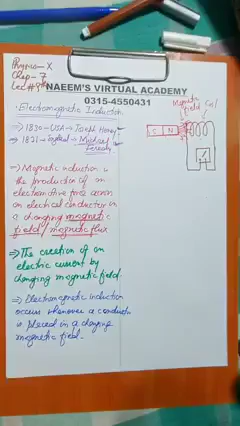 Physics - X
Chap - 7
Lec #
NAEEM'S VIRTUAL ACADEMY
0315-4550431
:Electromagnetic Induction
=> 1830 - USA -> Joseph Henry
=> 1831 - England - Michael
Magnetic
field
Coil
S N
=> Magnetic induction is
the production of an
electromotive force across
an electrical conductor in
a changing magnetic
field/magnetic flux
=> The creation of an
electric current by
changing magnetic field.
=> Electromagnetic induction
occurs whenever a conductor
is placed in a changing
magnetic field.